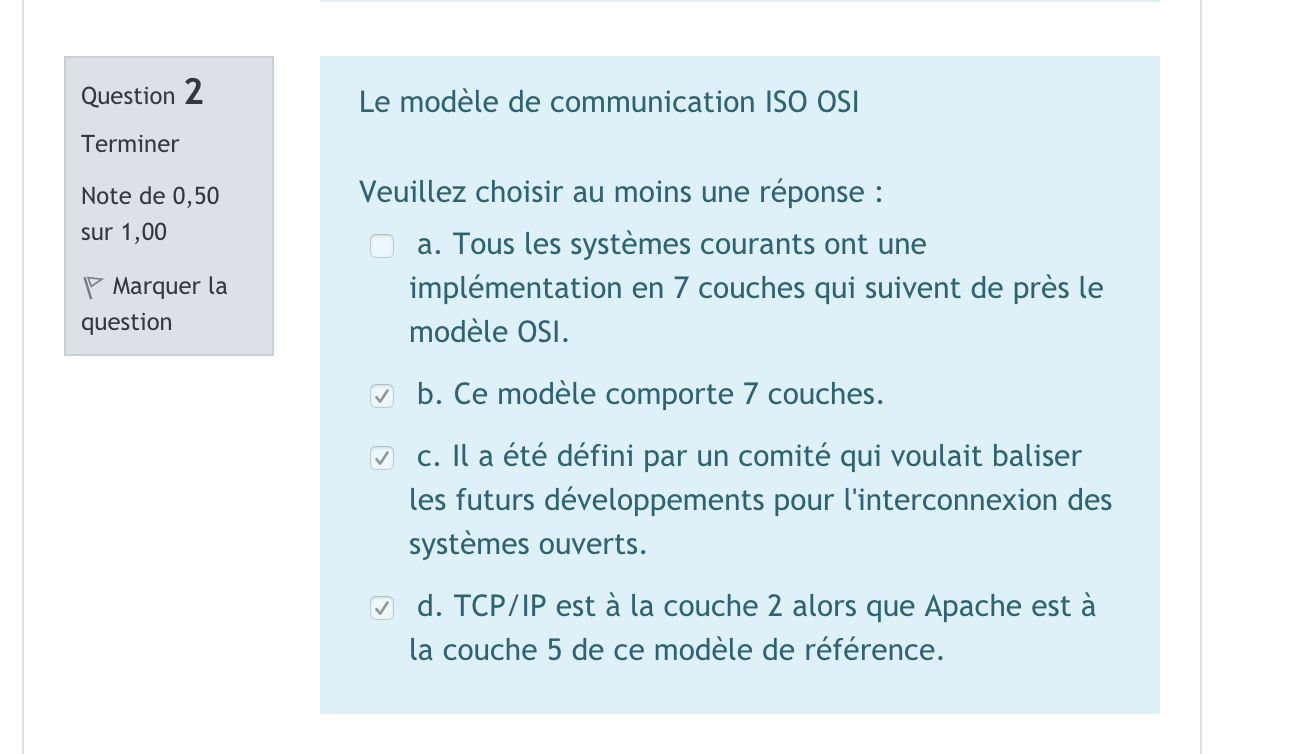 Question 2
Terminer
Note de 0,50
sur 1,00
Marquer la
question
Le modèle de communication ISO OSI
Veuillez choisir au moins une réponse :
a. Tous les systèmes courants ont une
implémentation en 7 couches qui suivent de près le
modèle OSI.
b. Ce modèle comporte 7 couches.
c. Il a été défini par un comité qui voulait baliser
les futurs développements pour l'interconnexion des
systèmes ouverts.
d. TCP/IP est à la couche 2 alors que Apache est à
la couche 5 de ce modèle de référence.